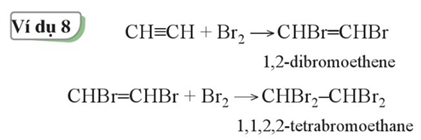 Ví dụ 8
CH≡CH + Br₂ ⟶ CHBr=CHBr
1,2-dibromoethene
CHBr=CHBr + Br₂ ⟶ CHBr₂–CHBr₂
1,1,2,2-tetrabromoethane